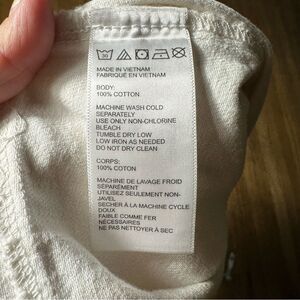 MADE IN VIETNAM
FABRIQUÉ EN VIETNAM
BODY:
100% COTTON
MACHINE WASH COLD
SEPARATELY
USE ONLY NON-CHLORINE
BLEACH
TUMBLE DRY LOW
LOW IRON AS NEEDED
DO NOT DRY CLEAN
CORPS:
100% COTON
MACHINE DE LAVAGE FROID
SÉPARÉMENT
UTILISEZ SEULEMENT NON-
JAVEL
SÉCHER À LA MACHINE CYCLE
DOUX
FAIBLE COMME FER
NÉCESSAIRES
NE PAS NETTOYER À SEC